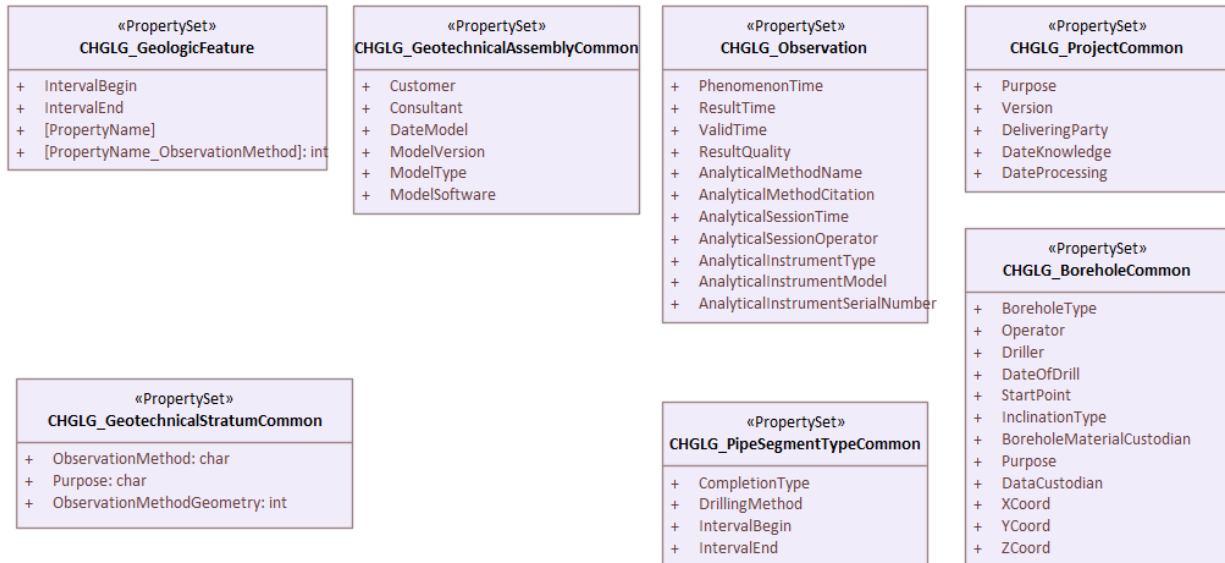 «PropertySet»
CHGLG_GeologicFeature
+ IntervalBegin
+ IntervalEnd
+ [PropertyName]
+ [PropertyName_ObservationMethod]: int
«PropertySet»
CHGLG_GeotechnicalAssemblyCommon
+ Customer
+ Consultant
+ DateModel
+ ModelVersion
+ ModelType
+ ModelSoftware
«PropertySet»
CHGLG_Observation
+ PhenomenonTime
+ ResultTime
+ ValidTime
+ ResultQuality
+ AnalyticalMethodName
+ AnalyticalMethodCitation
+ AnalyticalSessionTime
+ AnalyticalSessionOperator
+ AnalyticalInstrumentType
+ AnalyticalInstrumentModel
+ AnalyticalInstrumentSerialNumber
«PropertySet»
CHGLG_ProjectCommon
+ Purpose
+ Version
+ DeliveringParty
+ DateKnowledge
+ DateProcessing
«PropertySet»
CHGLG_BoreholeCommon
+ BoreholeType
+ Operator
+ Driller
+ DateOfDrill
+ StartPoint
+ InclinationType
+ BoreholeMaterialCustodian
+ Purpose
+ DataCustodian
+ XCoord
+ YCoord
+ ZCoord
«PropertySet»
CHGLG_GeotechnicalStratumCommon
+ ObservationMethod: char
+ Purpose: char
+ ObservationMethodGeometry: int
«PropertySet»
CHGLG_PipeSegmentTypeCommon
+ CompletionType
+ DrillingMethod
+ IntervalBegin
+ IntervalEnd